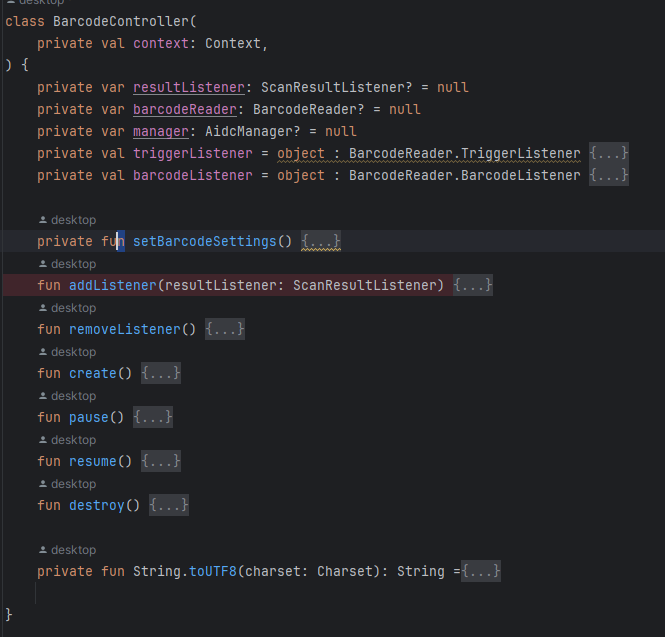 desktop
class BarcodeController(
    private val context: Context,
) {
    private var resultListener: ScanResultListener? = null
    private var barcodeReader: BarcodeReader? = null
    private var manager: AidcManager? = null
    private val triggerListener = object : BarcodeReader.TriggerListener {...}
    private val barcodeListener = object : BarcodeReader.BarcodeListener {...}
    desktop
    private fun setBarcodeSettings() {...}
    desktop
    fun addListener(resultListener: ScanResultListener) {...}
    desktop
    fun removeListener() {...}
    desktop
    fun create() {...}
    desktop
    fun pause() {...}
    desktop
    fun resume() {...}
    desktop
    fun destroy() {...}
    desktop
    private fun String.toUTF8(charset: Charset): String ={...}
}